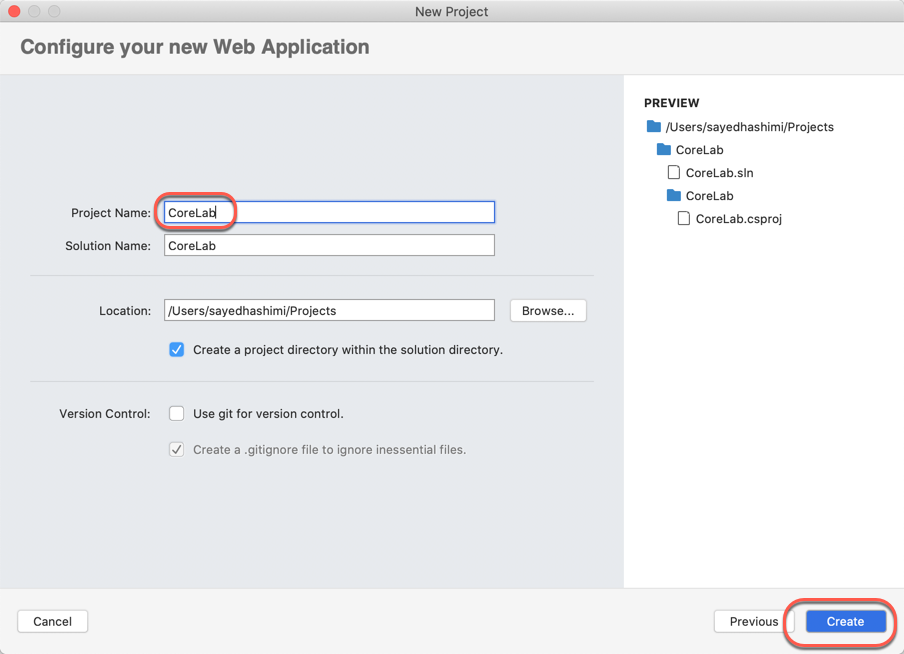 New Project
Configure your new Web Application
Project Name: CoreLab
Solution Name: CoreLab
Location: /Users/sayedhashimi/Projects Browse...
Create a project directory within the solution directory.
Version Control: Use git for version control.
Create a .gitignore file to ignore inessential files.
PREVIEW
/Users/sayedhashimi/Projects
CoreLab
CoreLab.sln
CoreLab
CoreLab.csproj
Cancel Previous Create